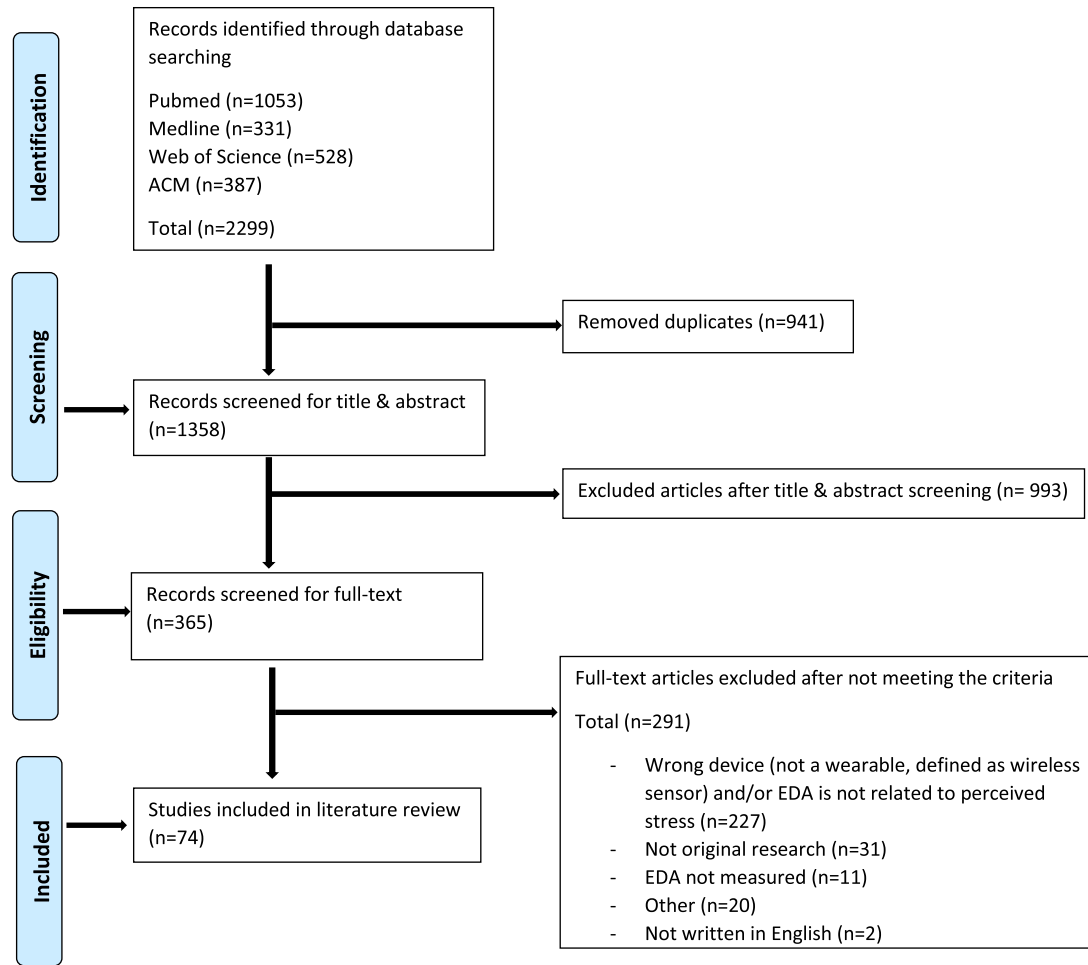 Identification
Records identified through database
searching
Pubmed (n=1053)
Medline (n=331)
Web of Science (n=528)
ACM (n=387)
Total (n=2299)
Removed duplicates (n=941)
Screening
Records screened for title & abstract
(n=1358)
Excluded articles after title & abstract screening (n= 993)
Eligibility
Records screened for full-text
(n=365)
Full-text articles excluded after not meeting the criteria
Total (n=291)
- Wrong device (not a wearable, defined as wireless
sensor) and/or EDA is not related to perceived
stress (n=227)
- Not original research (n=31)
- EDA not measured (n=11)
- Other (n=20)
- Not written in English (n=2)
Included
Studies included in literature review
(n=74)